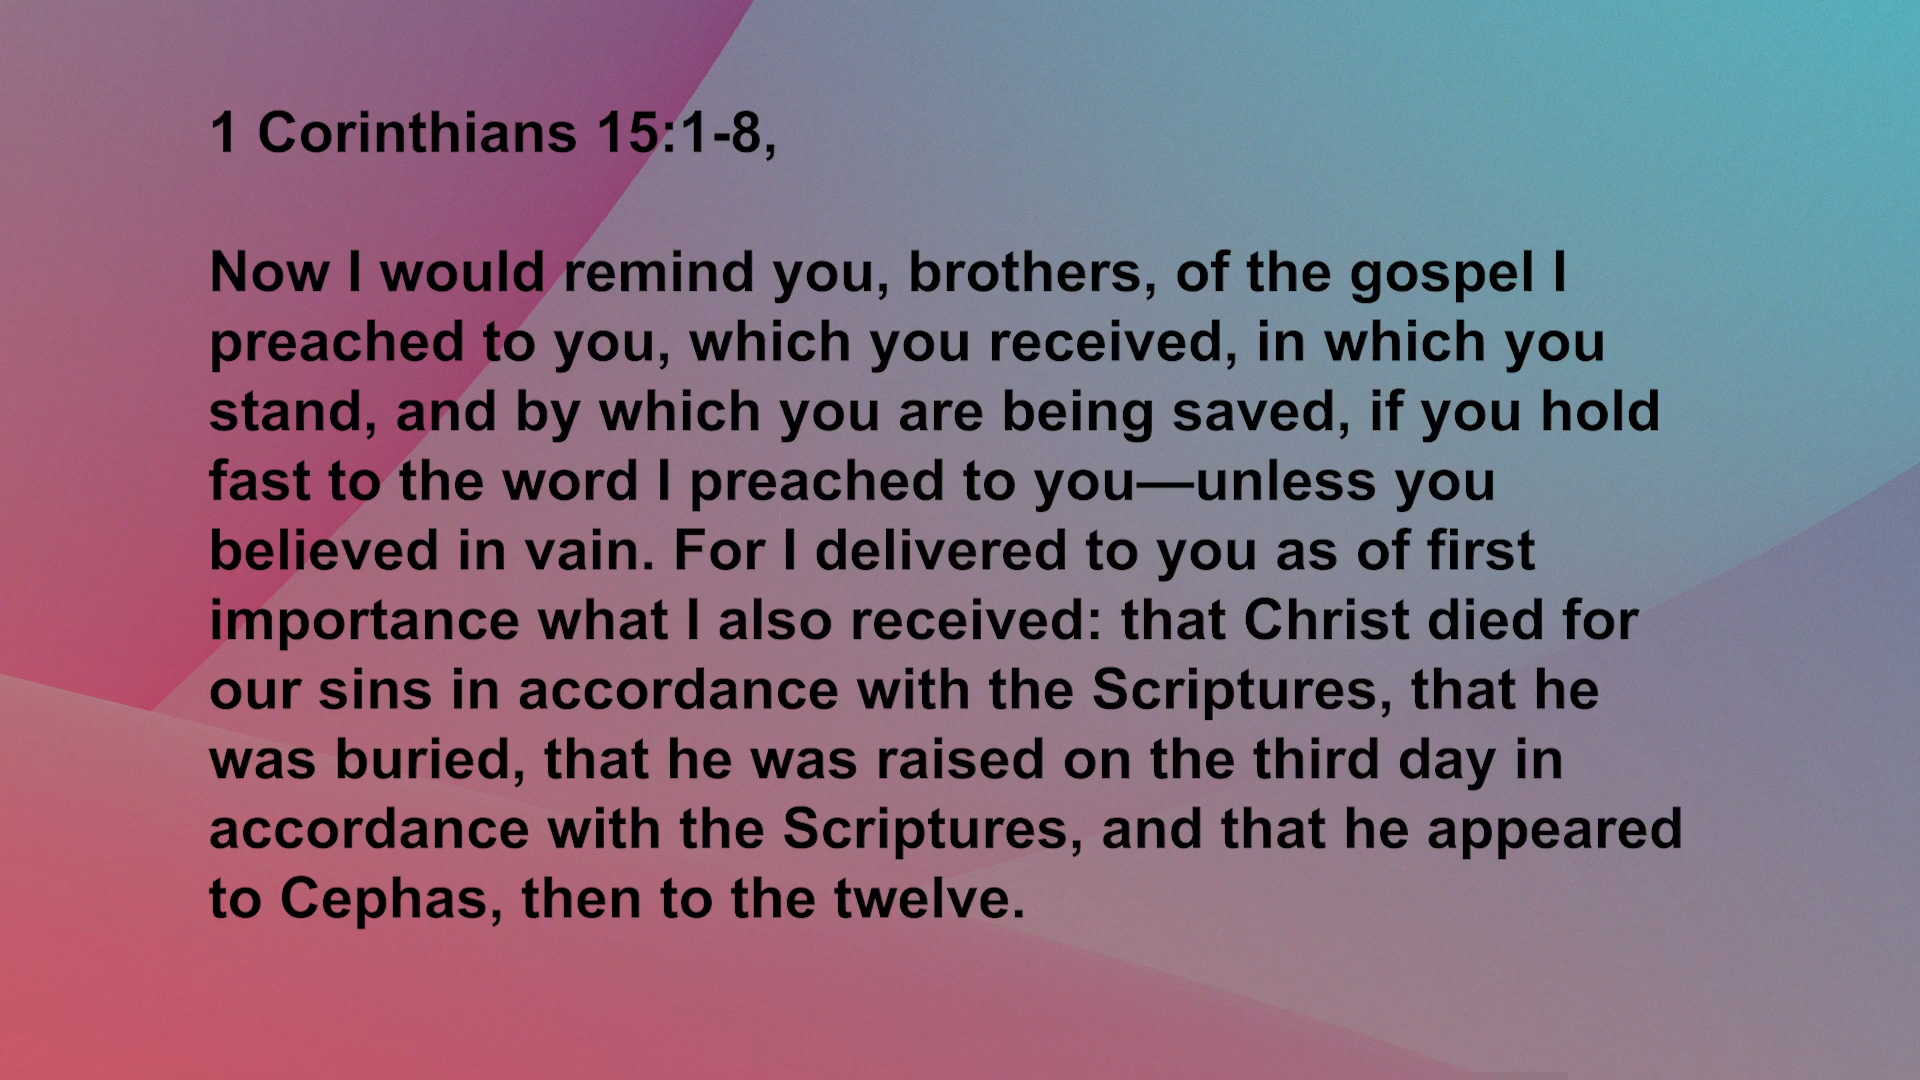 1 Corinthians 15:1-8,
Now I would remind you, brothers, of the gospel I
preached to you, which you received, in which you
stand, and by which you are being saved, if you hold
fast to the word I preached to you—unless you
believed in vain. For I delivered to you as of first
importance what I also received: that Christ died for
our sins in accordance with the Scriptures, that he
was buried, that he was raised on the third day in
accordance with the Scriptures, and that he appeared
to Cephas, then to the twelve.